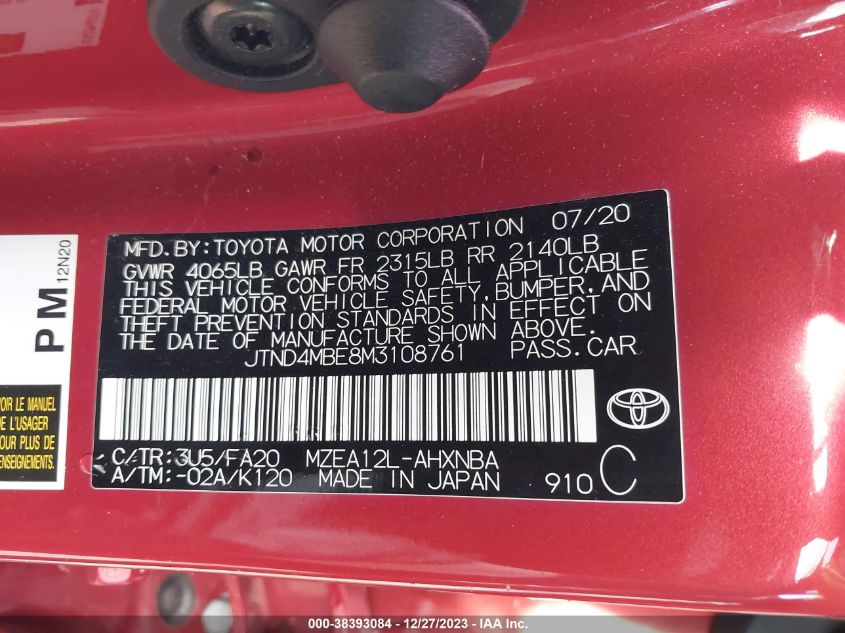 PM 12N20
OIR LE MANUEL
DE L'USAGER
POUR PLUS DE
07/20
MFD. BY: TOYOTA MOTOR CORPORATION
GVWR 4065LB GAWR FR 2315LB RR 2140LB
THIS VEHICLE CONFORMS TO ALL APPLICABLE
FEDERAL MOTOR VEHICLE SAFETY, BUMPER, AND
THEFT PREVENTION STANDARDS IN EFFECT ON
THE DATE OF MANUFACTURE SHOWN ABOVE.
JTND4MBE8M3108761 PASS. CAR
C/TR: 3U5/FA20 MZEA12L-AHXNBA
A/TM: -02A/K120 MADE IN JAPAN 910 C
000-38393084 - 12/27/2023 - IAA Inc.